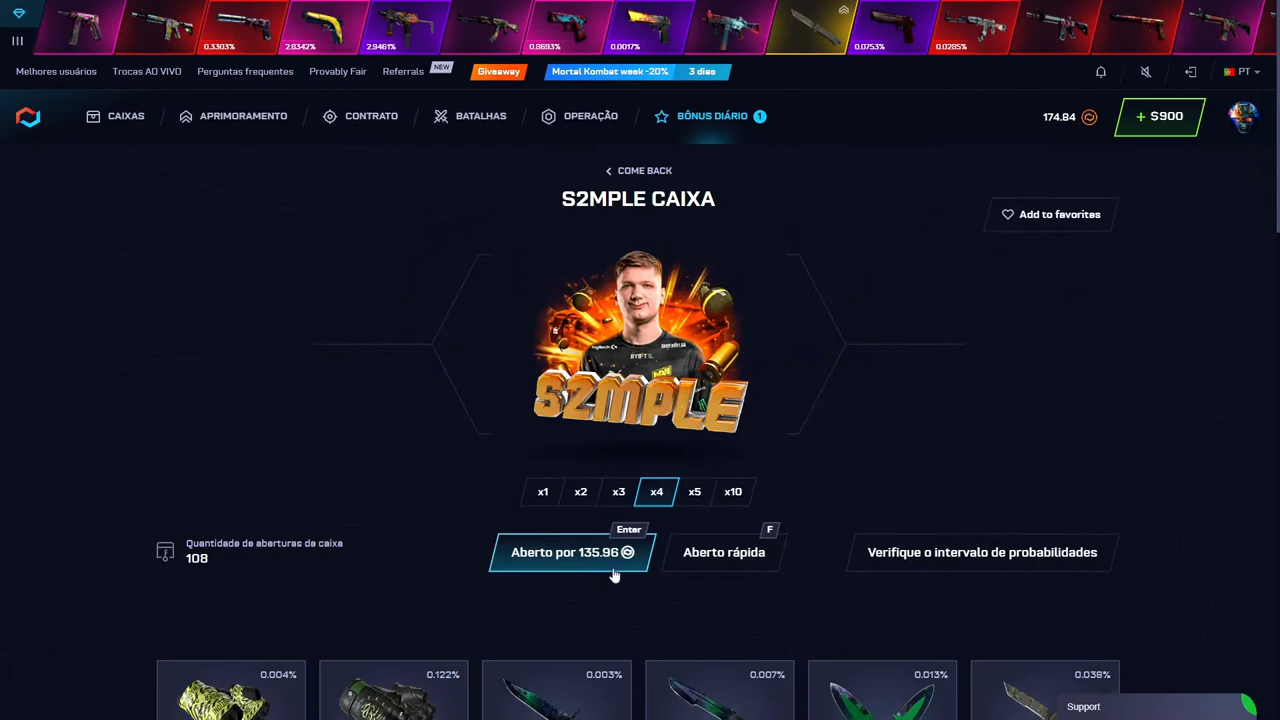 0.3303%
2.8342%
2.9461%
0.8693%
0.0017%
0.0753%
0.0285%
Melhores usuários
Trocas AO VIVO
Perguntas frequentes
Provably Fair
Referrals
NEW
Giveaway
Mortal Kombat week -20%
3 dias
PT
CAIXAS
APRIMORAMENTO
CONTRATO
BATALHAS
OPERAÇÃO
BÔNUS DIÁRIO 1
174.84
+ S900
COME BACK
S2MPLE CAIXA
Add to favorites
logitech G
BYBIT
S2MPLE
x1
x2
x3
x4
x5
x10
Quantidade de aberturas de caixa
108
Enter
Aberto por 135.96
F
Aberto rápida
Verifique o intervalo de probabilidades
0.004%
0.122%
0.003%
0.007%
0.013%
0.038%
Support